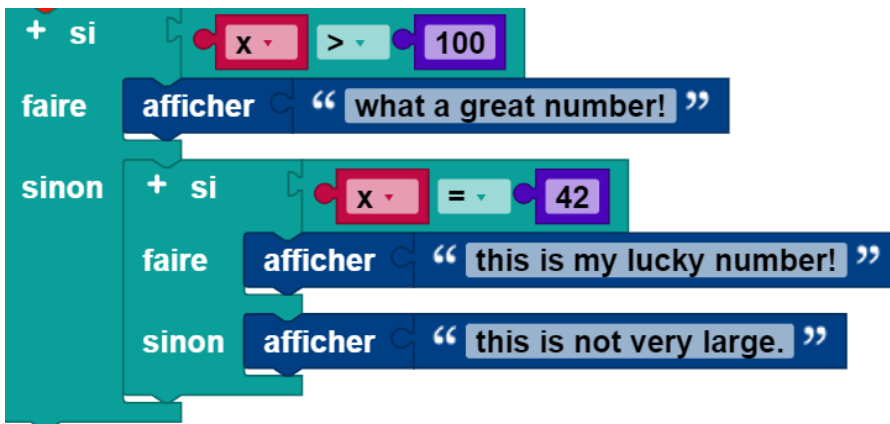 + si x > 100
faire afficher “ what a great number! ”
sinon + si x = 42
faire afficher “ this is my lucky number! ”
sinon afficher “ this is not very large. ”